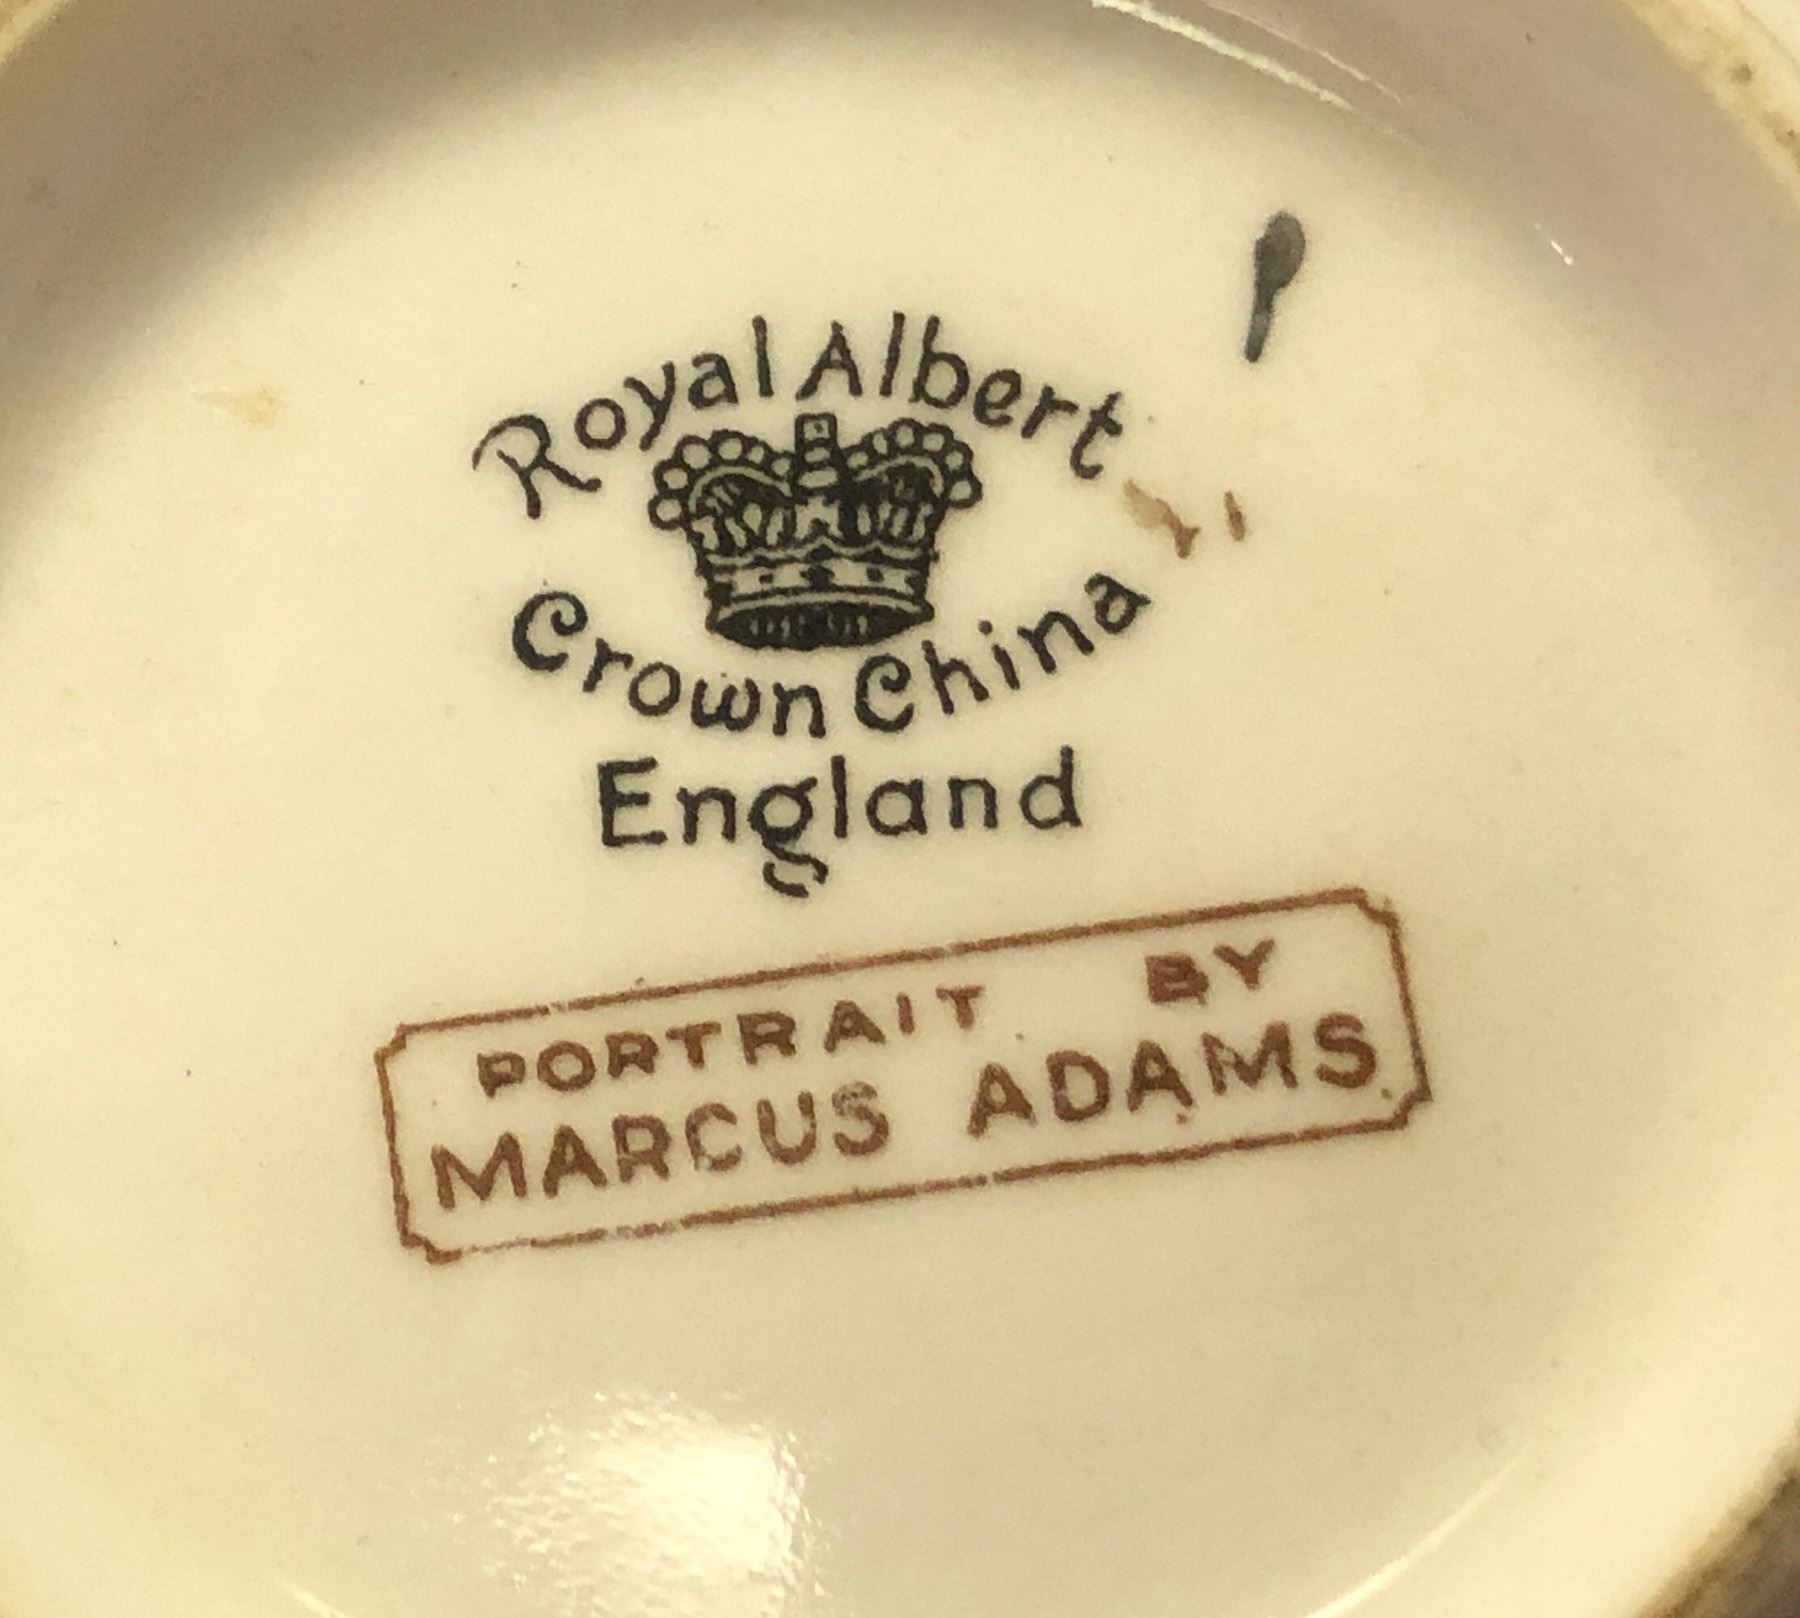 Royal Albert
Crown China
England
PORTRAIT BY
MARCUS ADAMS